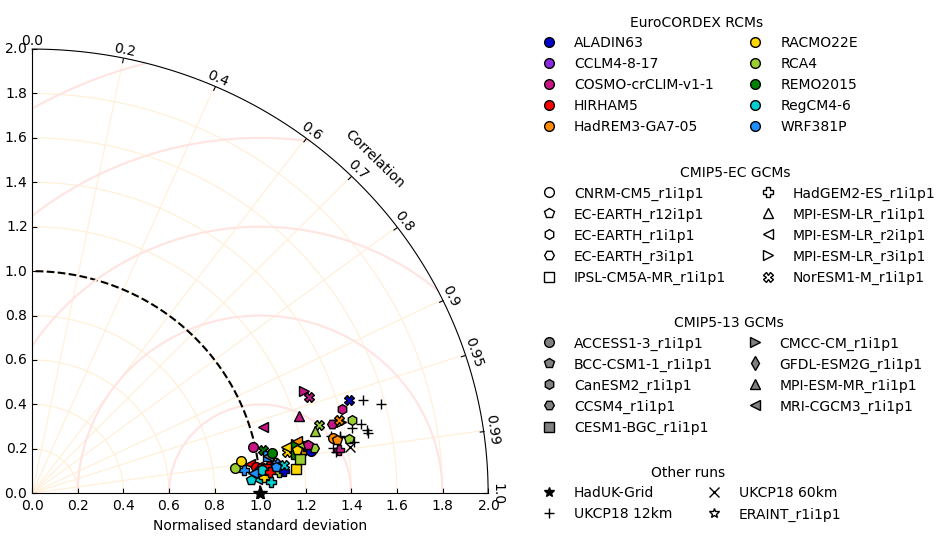 EuroCORDEX RCMs
ALADIN63
CCLM4-8-17
COSMO-crCLIM-v1-1
HIRHAM5
HadREM3-GA7-05
RACMO22E
RCA4
REMO2015
RegCM4-6
WRF381P
CMIP5-EC GCMs
CNRM-CM5_r1i1p1
EC-EARTH_r12i1p1
EC-EARTH_r1i1p1
EC-EARTH_r3i1p1
IPSL-CM5A-MR_r1i1p1
HadGEM2-ES_r1i1p1
MPI-ESM-LR_r1i1p1
MPI-ESM-LR_r2i1p1
MPI-ESM-LR_r3i1p1
NorESM1-M_r1i1p1
CMIP5-13 GCMs
ACCESS1-3_r1i1p1
BCC-CSM1-1_r1i1p1
CanESM2_r1i1p1
CCSM4_r1i1p1
CESM1-BGC_r1i1p1
CMCC-CM_r1i1p1
GFDL-ESM2G_r1i1p1
MPI-ESM-MR_r1i1p1
MRI-CGCM3_r1i1p1
Other runs
HadUK-Grid
UKCP18 12km
UKCP18 60km
ERAINT_r1i1p1
Correlation
0.0
0.2
0.4
0.6
0.7
0.8
0.9
0.95
0.99
1.0
2.0
1.8
1.6
1.4
1.2
1.0
0.8
0.6
0.4
0.2
0.0
0.0 0.2 0.4 0.6 0.8 1.0 1.2 1.4 1.6 1.8 2.0
Normalised standard deviation